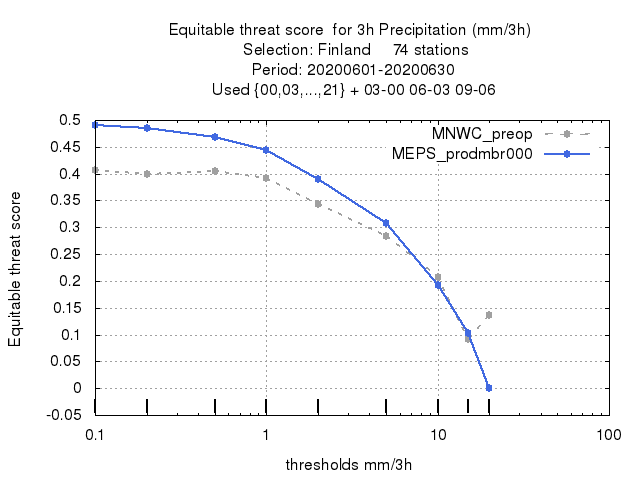 Equitable threat score  for 3h Precipitation (mm/3h)
Selection: Finland     74 stations
Period: 20200601-20200630
Used {00,03,...,21} + 03-00 06-03 09-06
MNWC_preop
MEPS_prodmbr000
Equitable threat score
0.5
0.45
0.4
0.35
0.3
0.25
0.2
0.15
0.1
0.05
0
-0.05
0.1 1 10 100
thresholds mm/3h